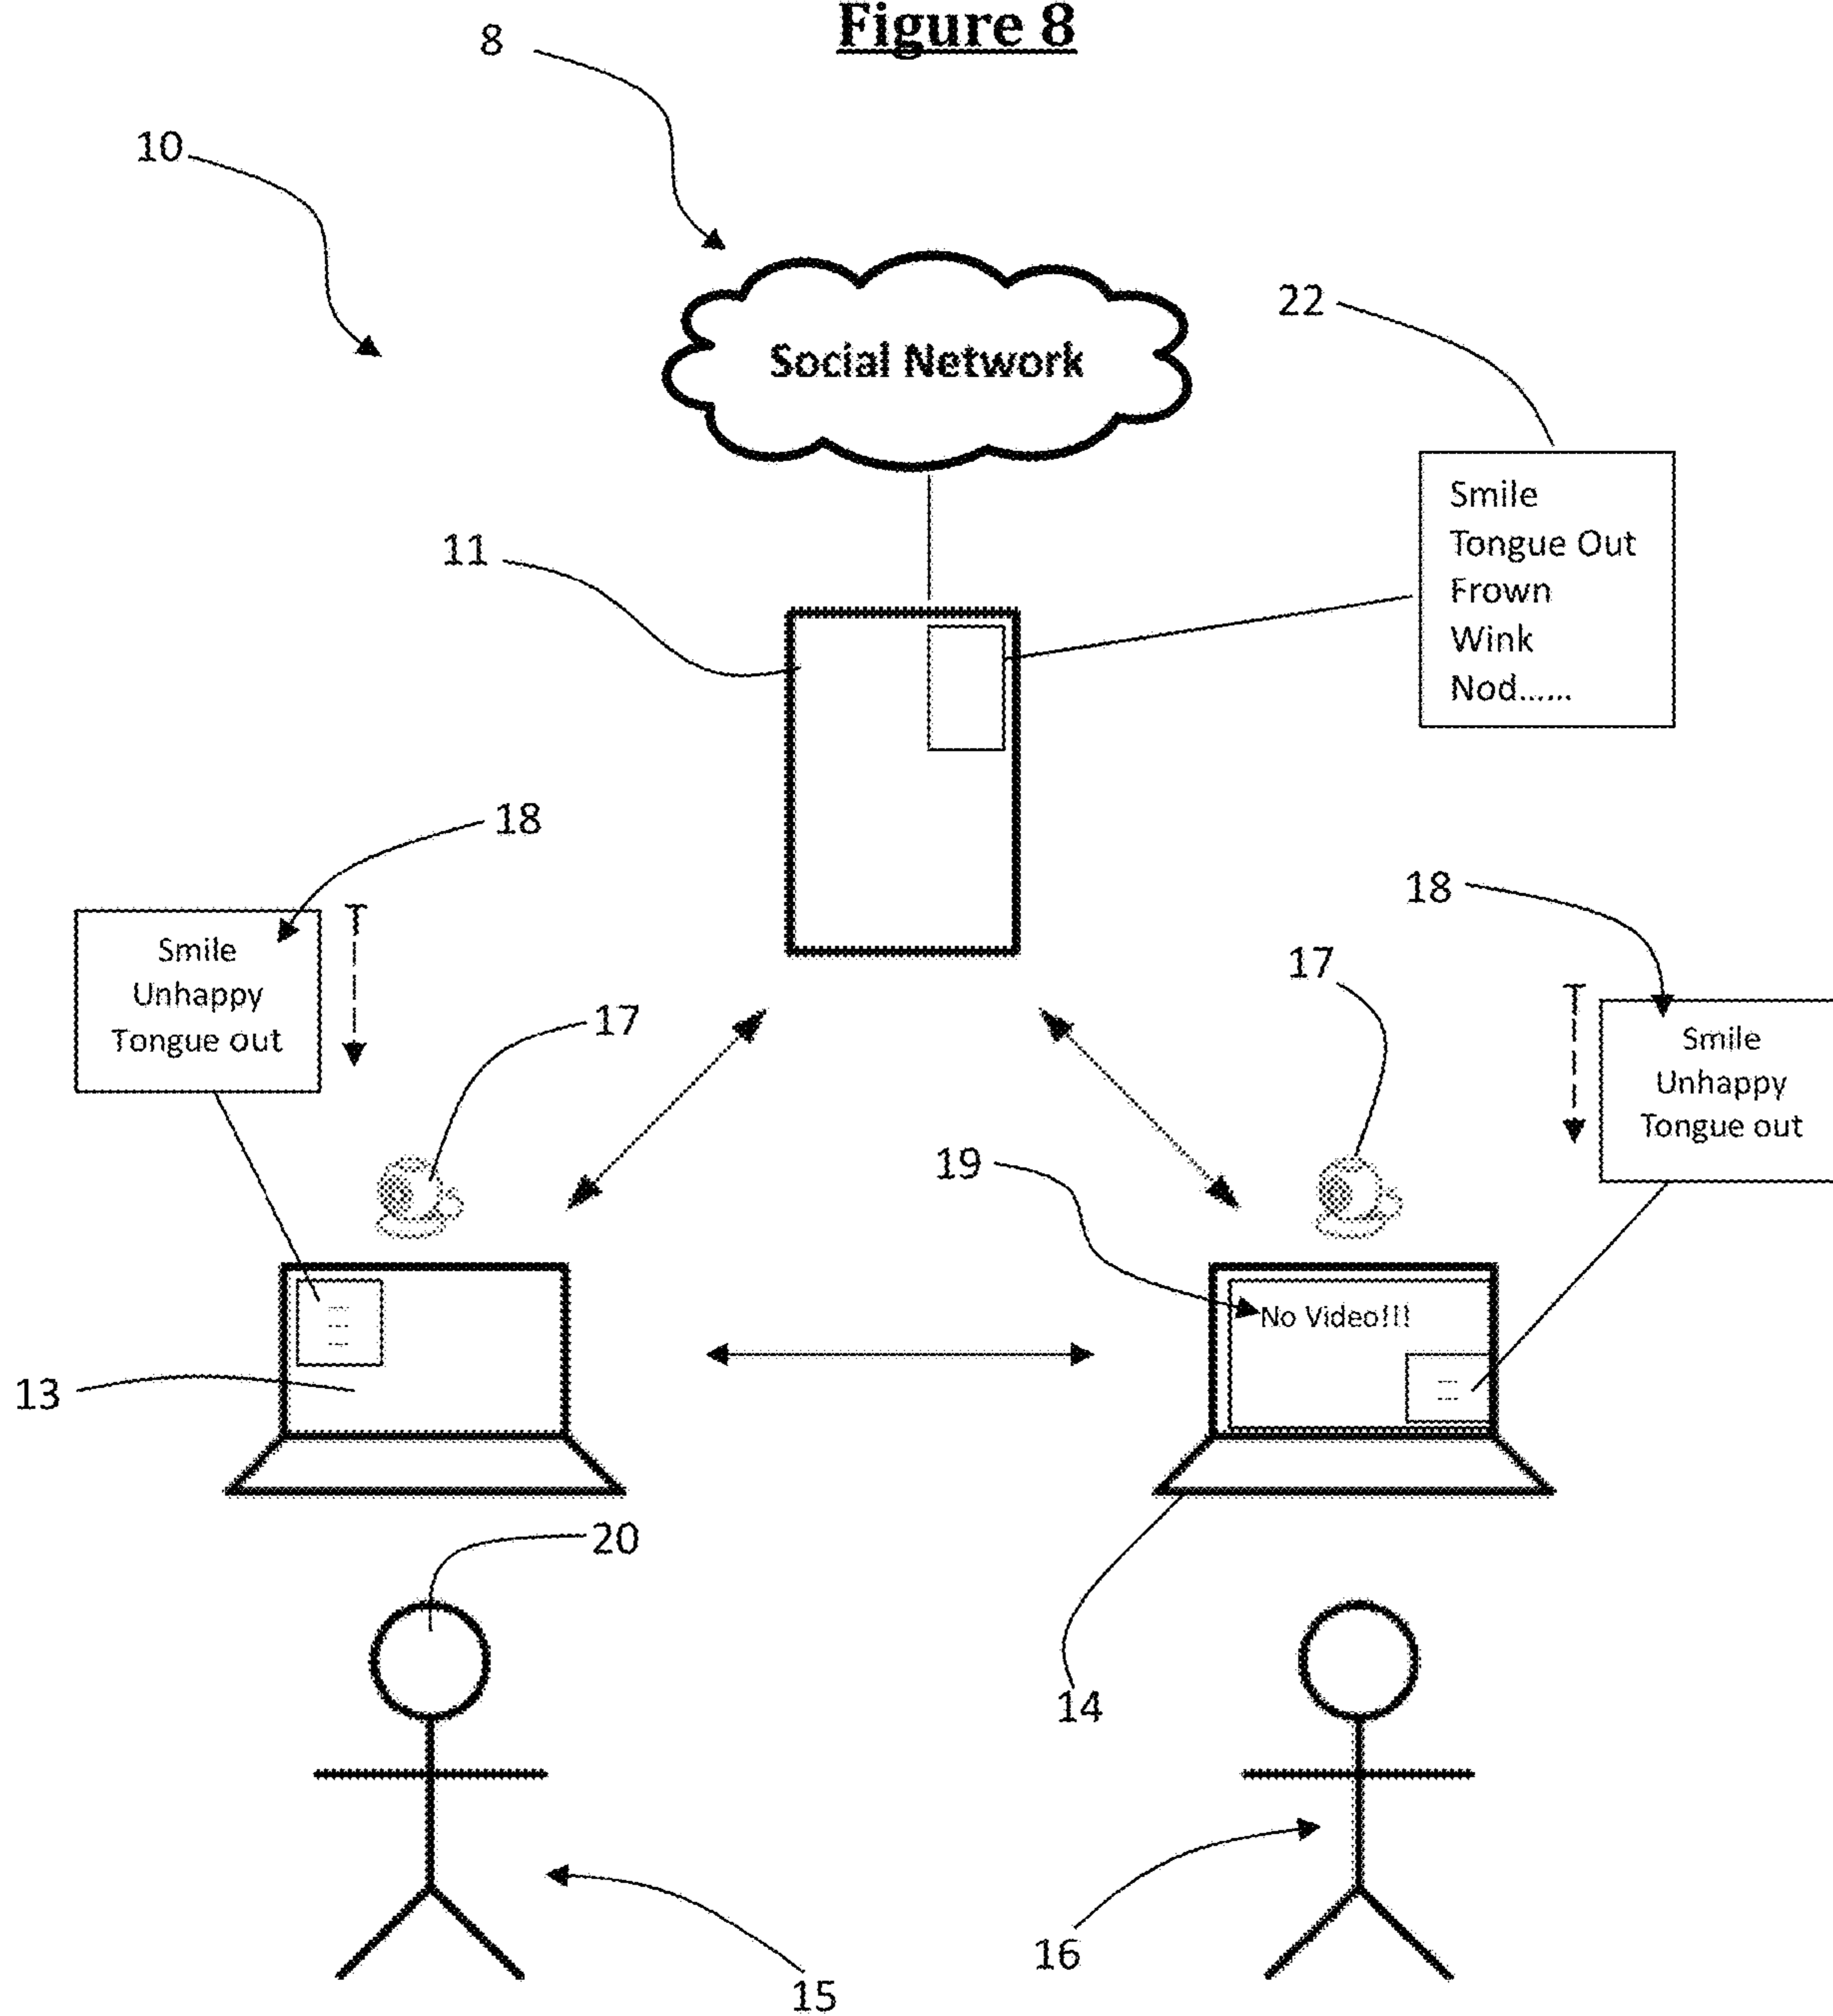 Figure 8
8
10
Social Network
22
Smile
Tongue Out
Frown
Wink
Nod......
11
18
Smile
Unhappy
Tongue out
17
18
17
Smile
Unhappy
Tongue out
19
No Video!!!
13
20
14
16
15